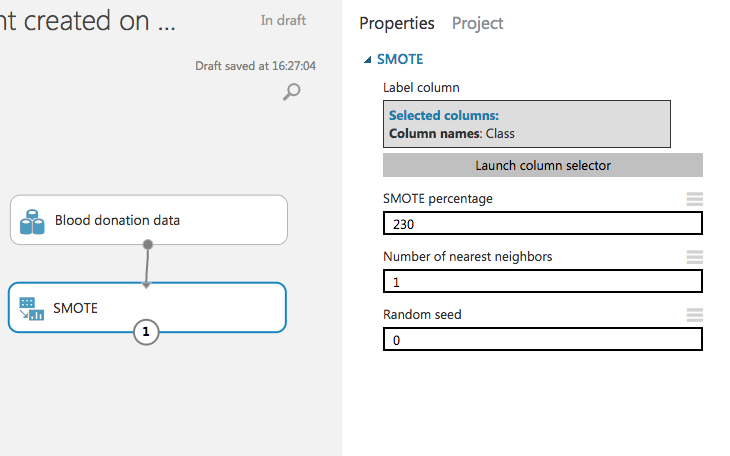 nt created on ...
In draft
Draft saved at 16:27:04
Blood donation data
SMOTE
1
Properties Project
SMOTE
Label column
Selected columns:
Column names: Class
Launch column selector
SMOTE percentage
230
Number of nearest neighbors
1
Random seed
0